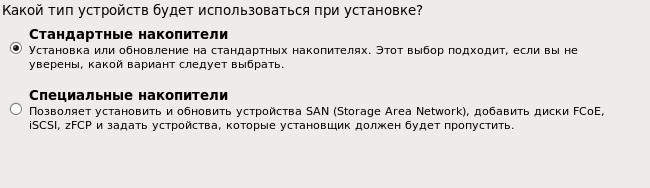 Какой тип устройств будет использоваться при установке?
Стандартные накопители
Установка или обновление на стандартных накопителях. Этот выбор подходит, если вы не
уверены, какой вариант следует выбрать.
Специальные накопители
Позволяет установить и обновить устройства SAN (Storage Area Network), добавить диски FCoE,
iSCSI, zFCP и задать устройства, которые установщик должен будет пропустить.